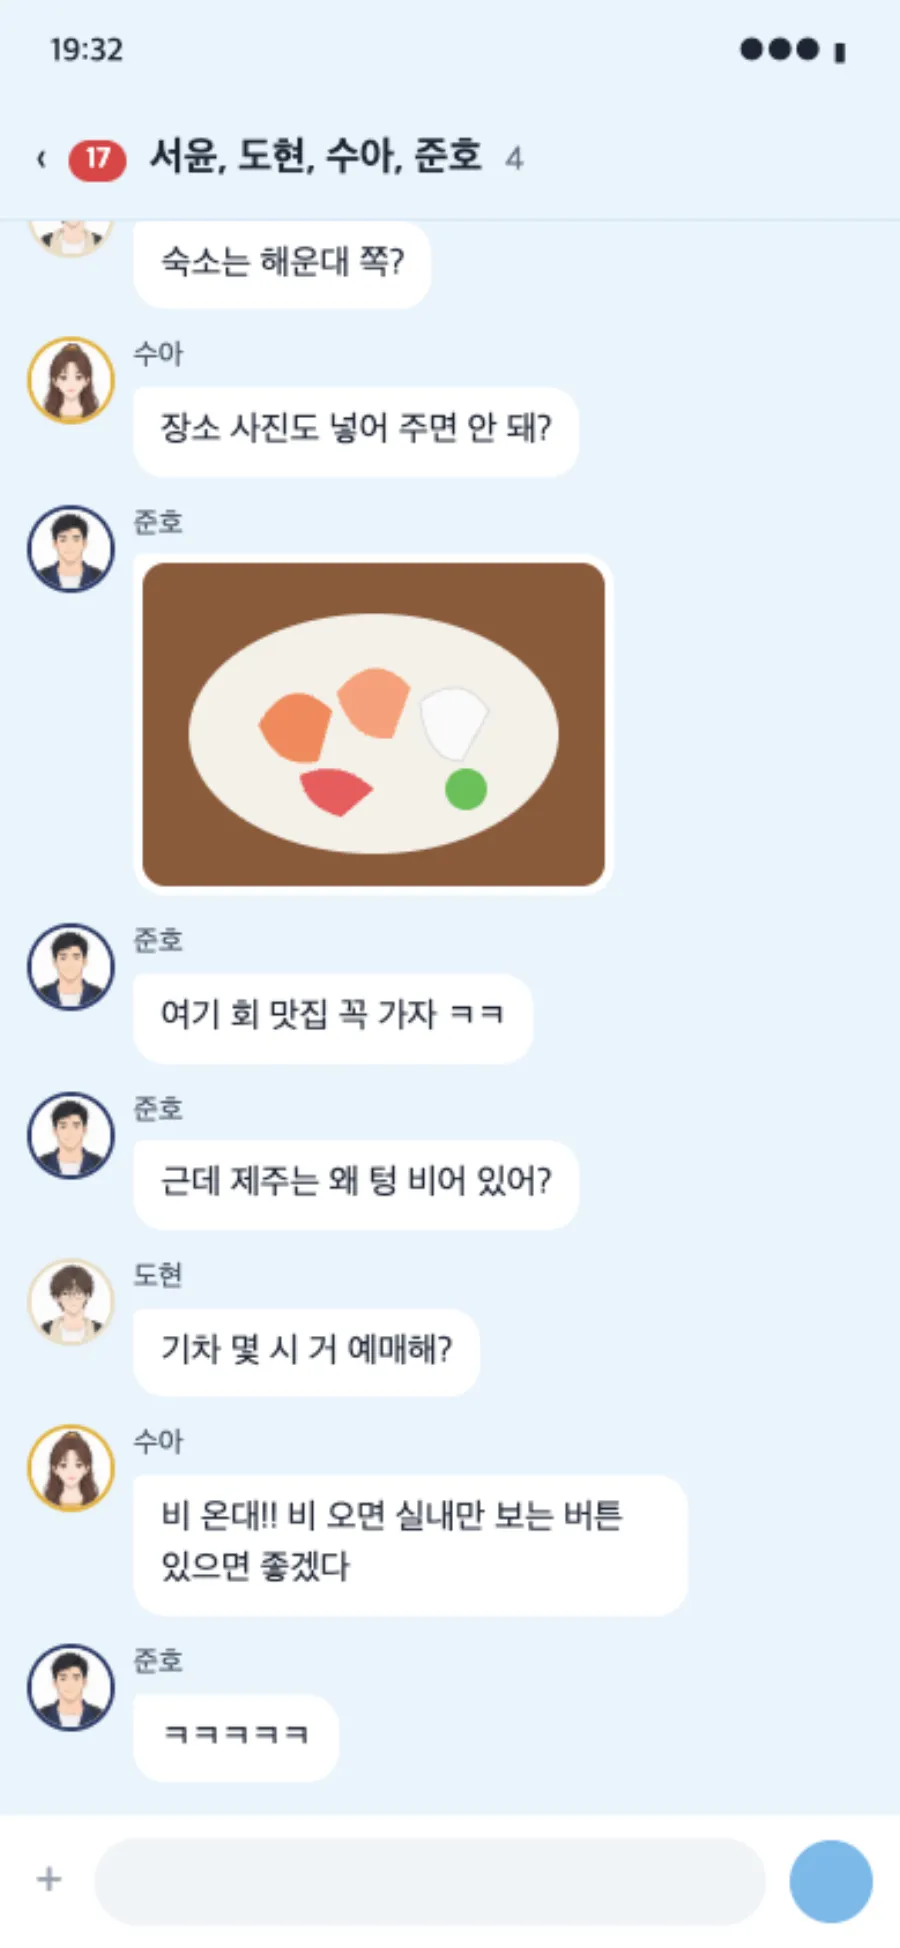 19:32
‹ 17 서윤, 도현, 수아, 준호 4
숙소는 해운대 쪽?
수아
장소 사진도 넣어 주면 안 돼?
준호
준호
여기 회 맛집 꼭 가자 ㅋㅋ
준호
근데 제주는 왜 텅 비어 있어?
도현
기차 몇 시 거 예매해?
수아
비 온대!! 비 오면 실내만 보는 버튼
있으면 좋겠다
준호
ㅋㅋㅋㅋㅋ
+